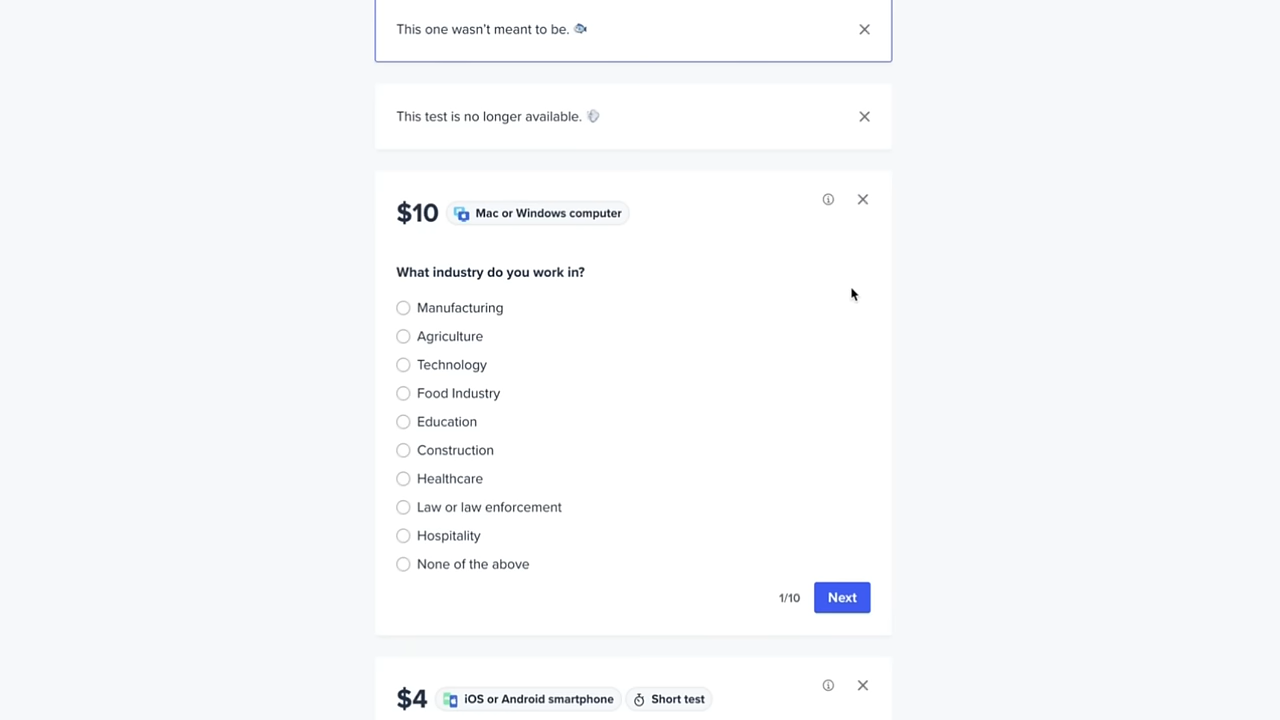 This one wasn't meant to be. 🐟
This test is no longer available. 💨
$10 Mac or Windows computer
What industry do you work in?
Manufacturing
Agriculture
Technology
Food Industry
Education
Construction
Healthcare
Law or law enforcement
Hospitality
None of the above
1/10 Next
$4 iOS or Android smartphone Short test